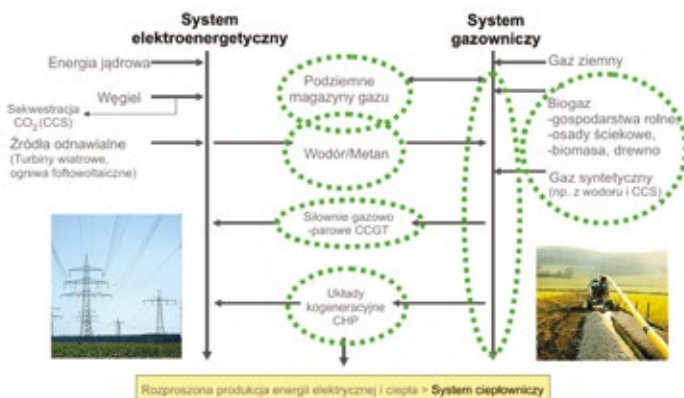 System
elektroenergetyczny
System
gazowniczy
Energia jądrowa
Węgiel
Sekwestracja
CO₂(CCS)
Źródła odnawialne
(Turbiny wiatrowe,
ogniwa foftowoltaiczne)
Podziemne
magazyny gazu
Wodór/Metan
Siłownie gazowo
-parowe CCGT
Układy
kogeneracyjne
CHP
Gaz ziemny
Biogaz
-gospodarstwa rolne,
-osady ściekowe,
-biomasa, drewno
Gaz syntetyczny
(np. z wodoru i CCS)
Rozproszona produkcja energii elektrycznej i ciepła > System ciepłowniczy